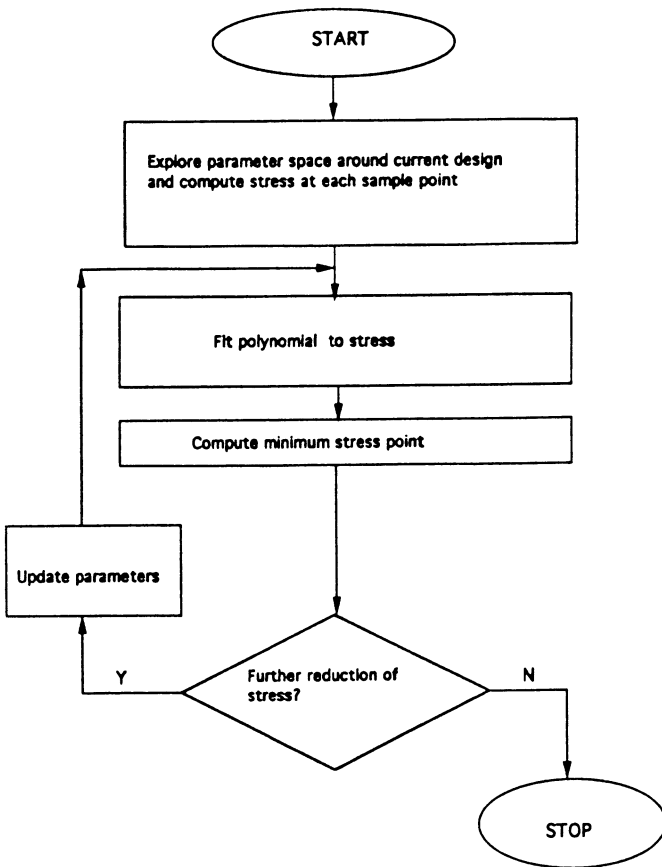 START
Explore parameter space around current design
and compute stress at each sample point
Fit polynomial to stress
Compute minimum stress point
Update parameters
Y
Further reduction of
stress?
N
STOP